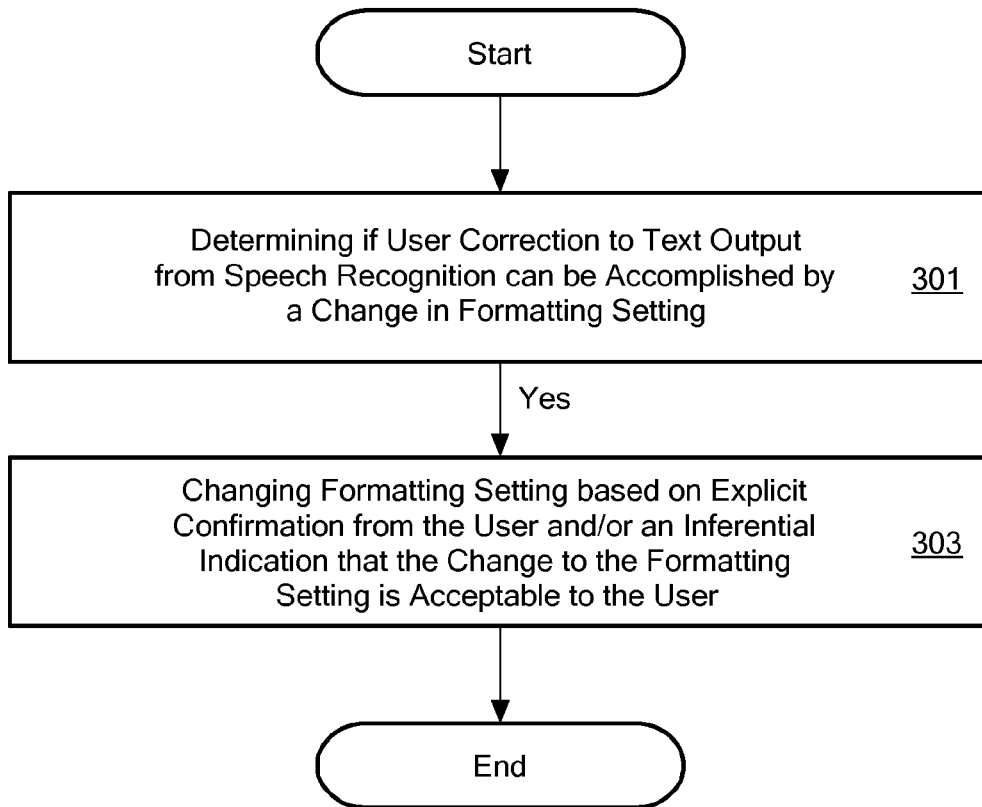 Start
Determining if User Correction to Text Output
from Speech Recognition can be Accomplished by
a Change in Formatting Setting
301
Yes
Changing Formatting Setting based on Explicit
Confirmation from the User and/or an Inferential
Indication that the Change to the Formatting
Setting is Acceptable to the User
303
End